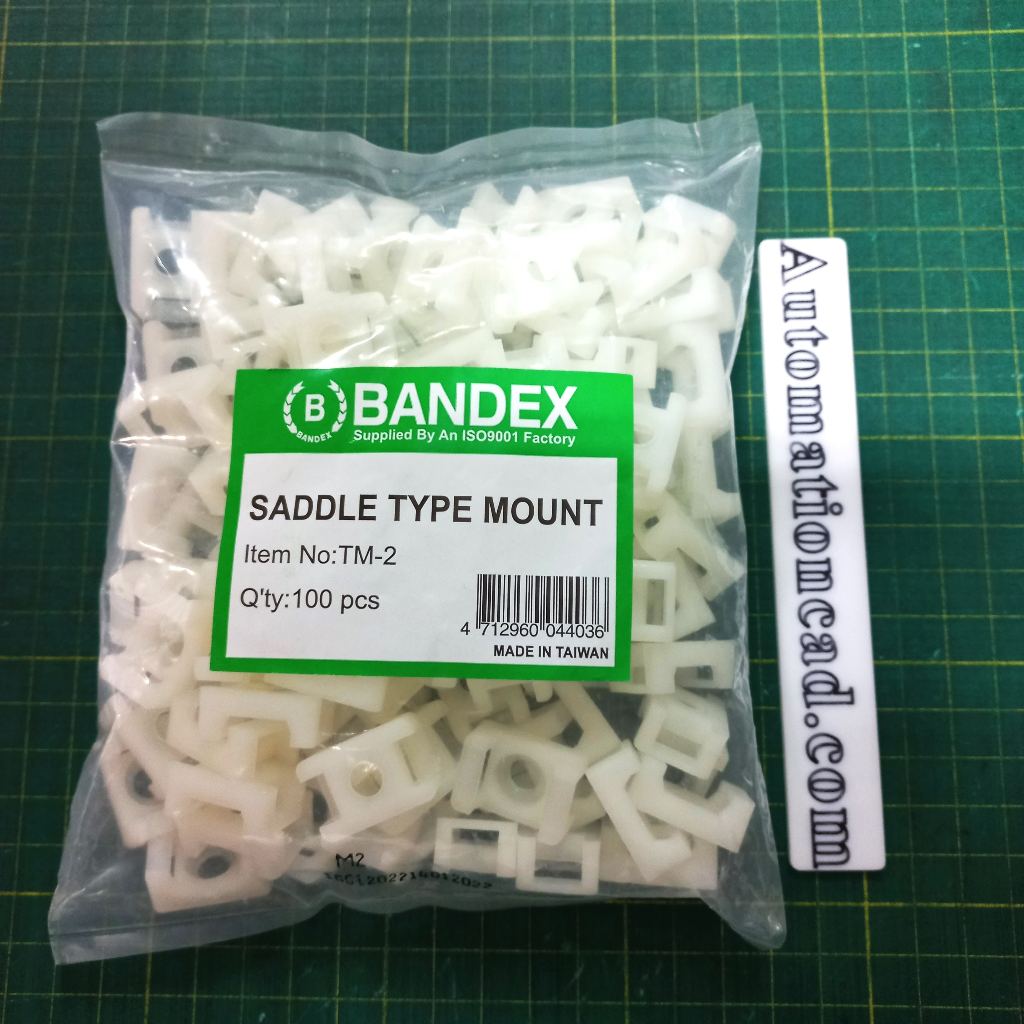 B
BANDEX
BANDEX
Supplied By An ISO9001 Factory
SADDLE TYPE MOUNT
Item No:TM-2
Q'ty:100 pcs
4 712960 044036
MADE IN TAIWAN
M2
Automationcad.com